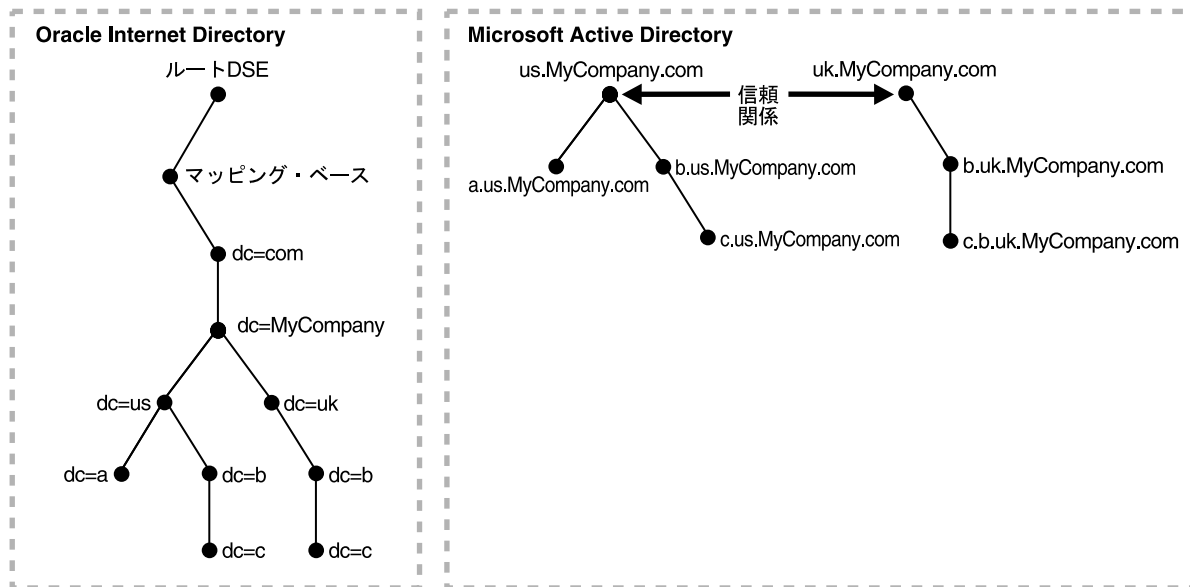 Oracle Internet Directory
ルートDSE
マッピング・ベース
dc=com
dc=MyCompany
dc=us
dc=uk
dc=a
dc=b
dc=b
dc=c
dc=c
Microsoft Active Directory
us.MyCompany.com
uk.MyCompany.com
信頼
関係
a.us.MyCompany.com
b.us.MyCompany.com
b.uk.MyCompany.com
c.us.MyCompany.com
c.b.uk.MyCompany.com